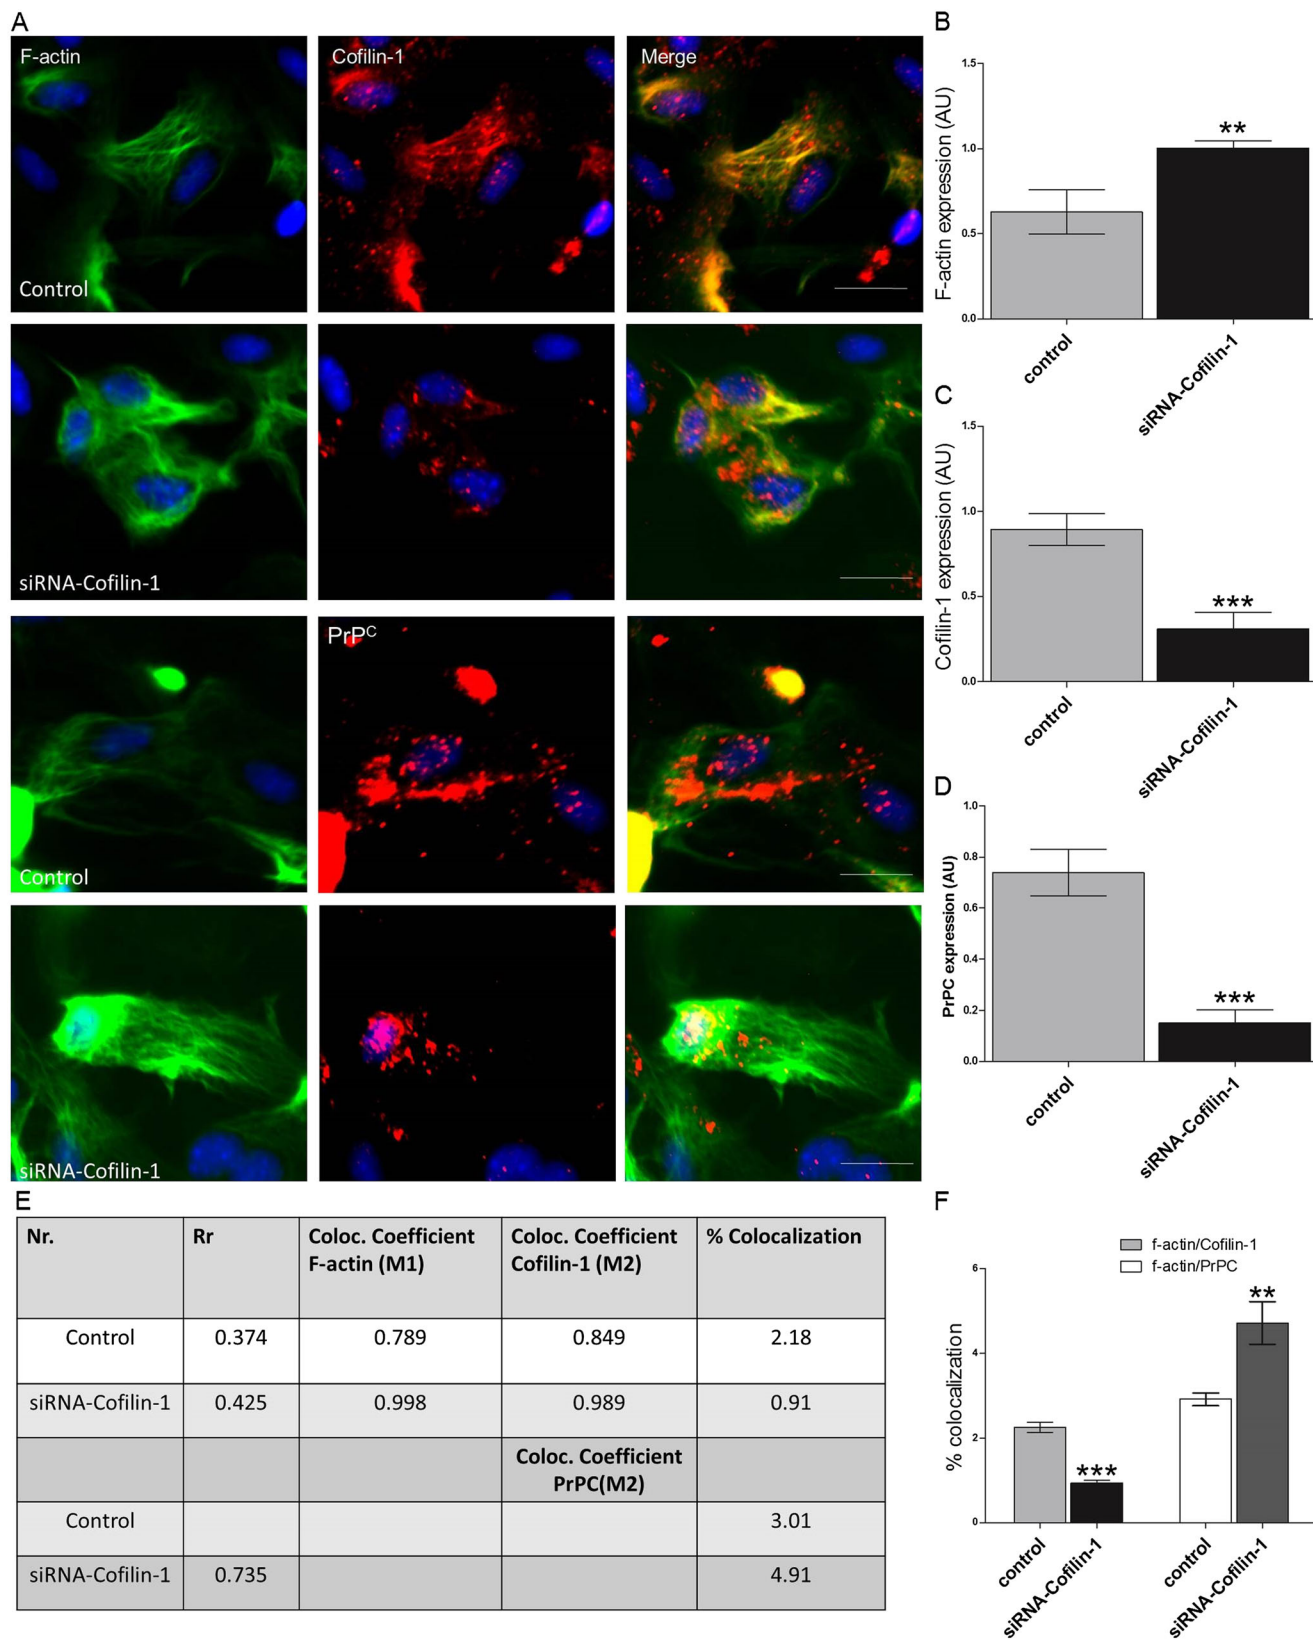 A
F-actin
Cofilin-1
Merge
Control
siRNA-Cofilin-1
PrPC
Control
siRNA-Cofilin-1
B
F-actin expression (AU)
1.5
1.0
0.5
0.0
**
control
siRNA-Cofilin-1
C
Cofilin-1 expression (AU)
1.5
1.0
0.5
0.0
***
control
siRNA-Cofilin-1
D
PrPC expression (AU)
1.0
0.8
0.6
0.4
0.2
0.0
***
control
siRNA-Cofilin-1
E
Nr. Rr Coloc. Coefficient Coloc. Coefficient % Colocalization
F-actin (M1) Cofilin-1 (M2)
Control 0.374 0.789 0.849 2.18
siRNA-Cofilin-1 0.425 0.998 0.989 0.91
Coloc. Coefficient
PrPC(M2)
Control 3.01
siRNA-Cofilin-1 0.735 4.91
F
f-actin/Cofilin-1
f-actin/PrPC
% colocalization
6
4
2
0
***
**
control
siRNA-Cofilin-1
control
siRNA-Cofilin-1